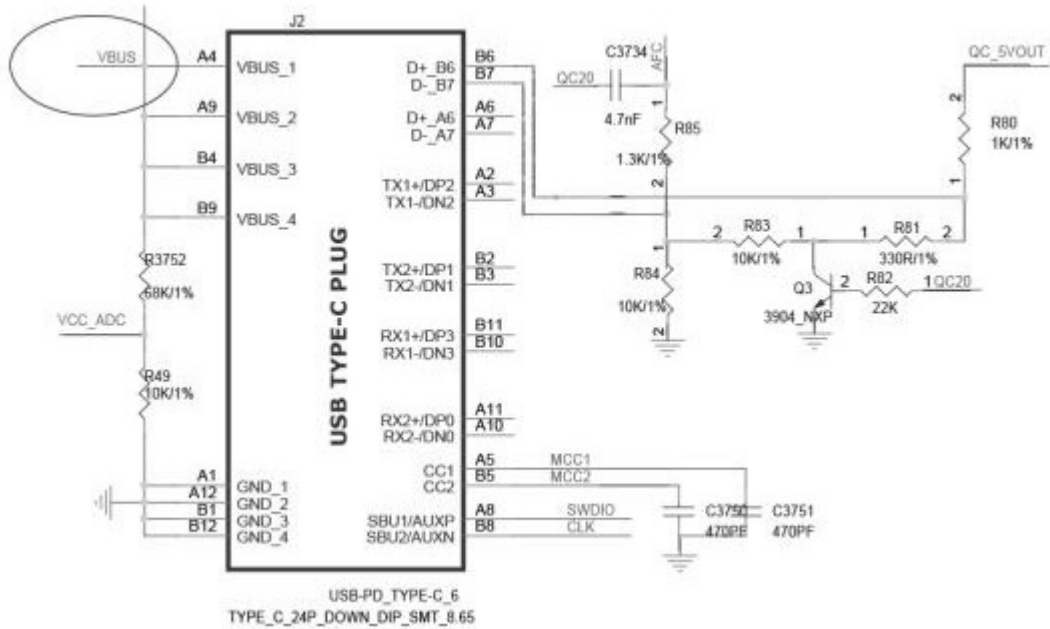 J2
VBUS
A4
VBUS_1
A9
VBUS_2
B4
VBUS_3
B9
VBUS_4
R3752
68K/1%
VCC_ADC
R49
10K/1%
A1
GND_1
A12
GND_2
B1
GND_3
B12
GND_4
USB TYPE-C PLUG
D+_B6
B6
D-_B7
B7
D+_A6
A6
D-_A7
A7
TX1+/DP2
A2
TX1-/DN2
A3
TX2+/DP1
B2
TX2-/DN1
B3
RX1+/DP3
B11
RX1-/DN3
B10
RX2+/DP0
A11
RX2-/DN0
A10
CC1
A5
MCC1
CC2
B5
MCC2
SBU1/AUXP
A8
SWDIO
SBU2/AUXN
B8
CLK
C3750
470PF
C3751
470PF
USB-PD_TYPE-C_6
TYPE_C_24P_DOWN_DIP_SMT_8.65
C3734
QC20
4.7nF
AFC
1
R85
1.3K/1%
2
QC_5VOUT
2
R80
1K/1%
1
1
R84
10K/1%
2
2
R83
1
10K/1%
1
R81
2
330R/1%
Q3
3904_NXP
2
R82
1
QC20
22K